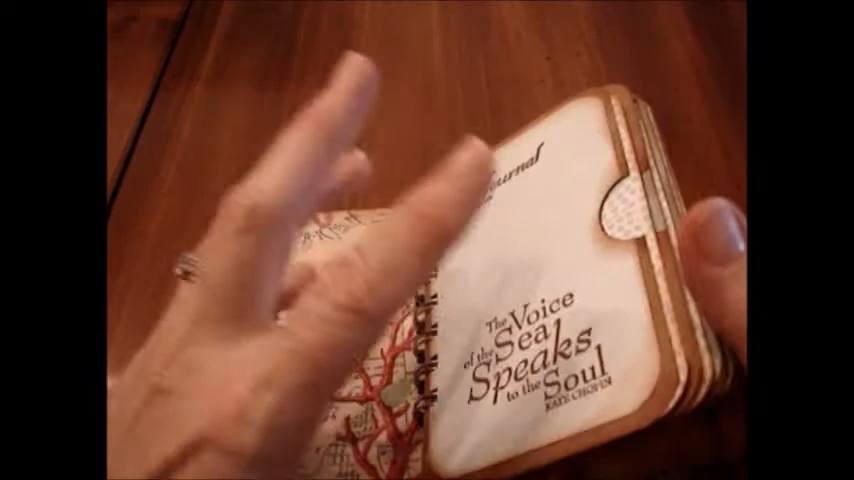 Journal
The Voice
of the Sea
Speaks
to the Soul
KATE CHOPIN